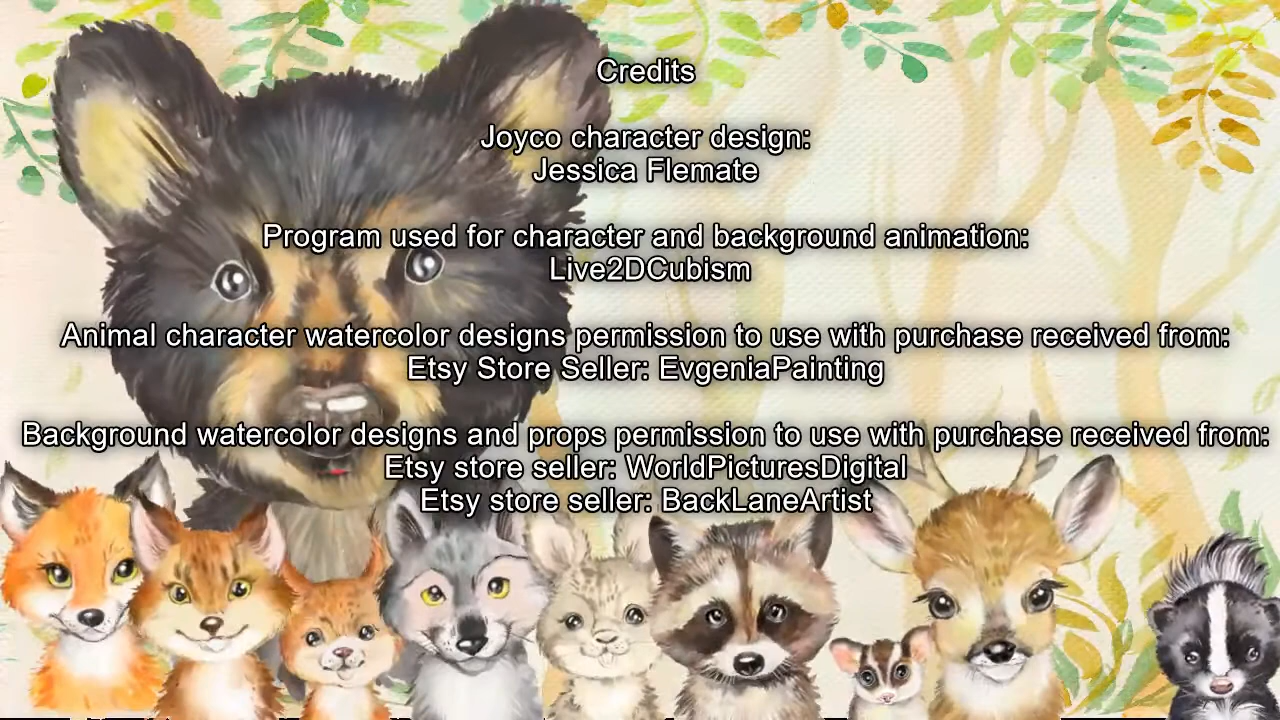 Credits
Joyco character design:
Jessica Flemate
Program used for character and background animation:
Live2DCubism
Animal character watercolor designs permission to use with purchase received from:
Etsy Store Seller: EvgeniaPainting
Background watercolor designs and props permission to use with purchase received from:
Etsy store seller: WorldPicturesDigital
Etsy store seller: BackLaneArtist